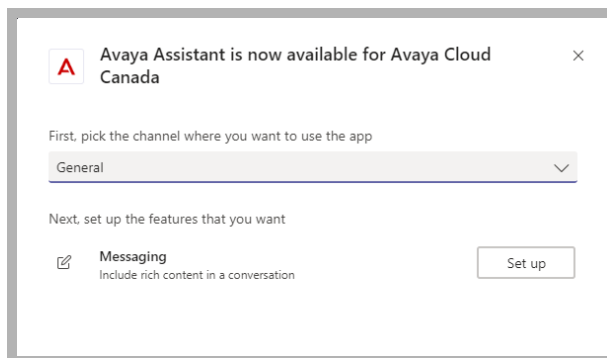 Avaya Assistant is now available for Avaya Cloud
Canada
First, pick the channel where you want to use the app
General
Next, set up the features that you want
Messaging
Include rich content in a conversation
Set up